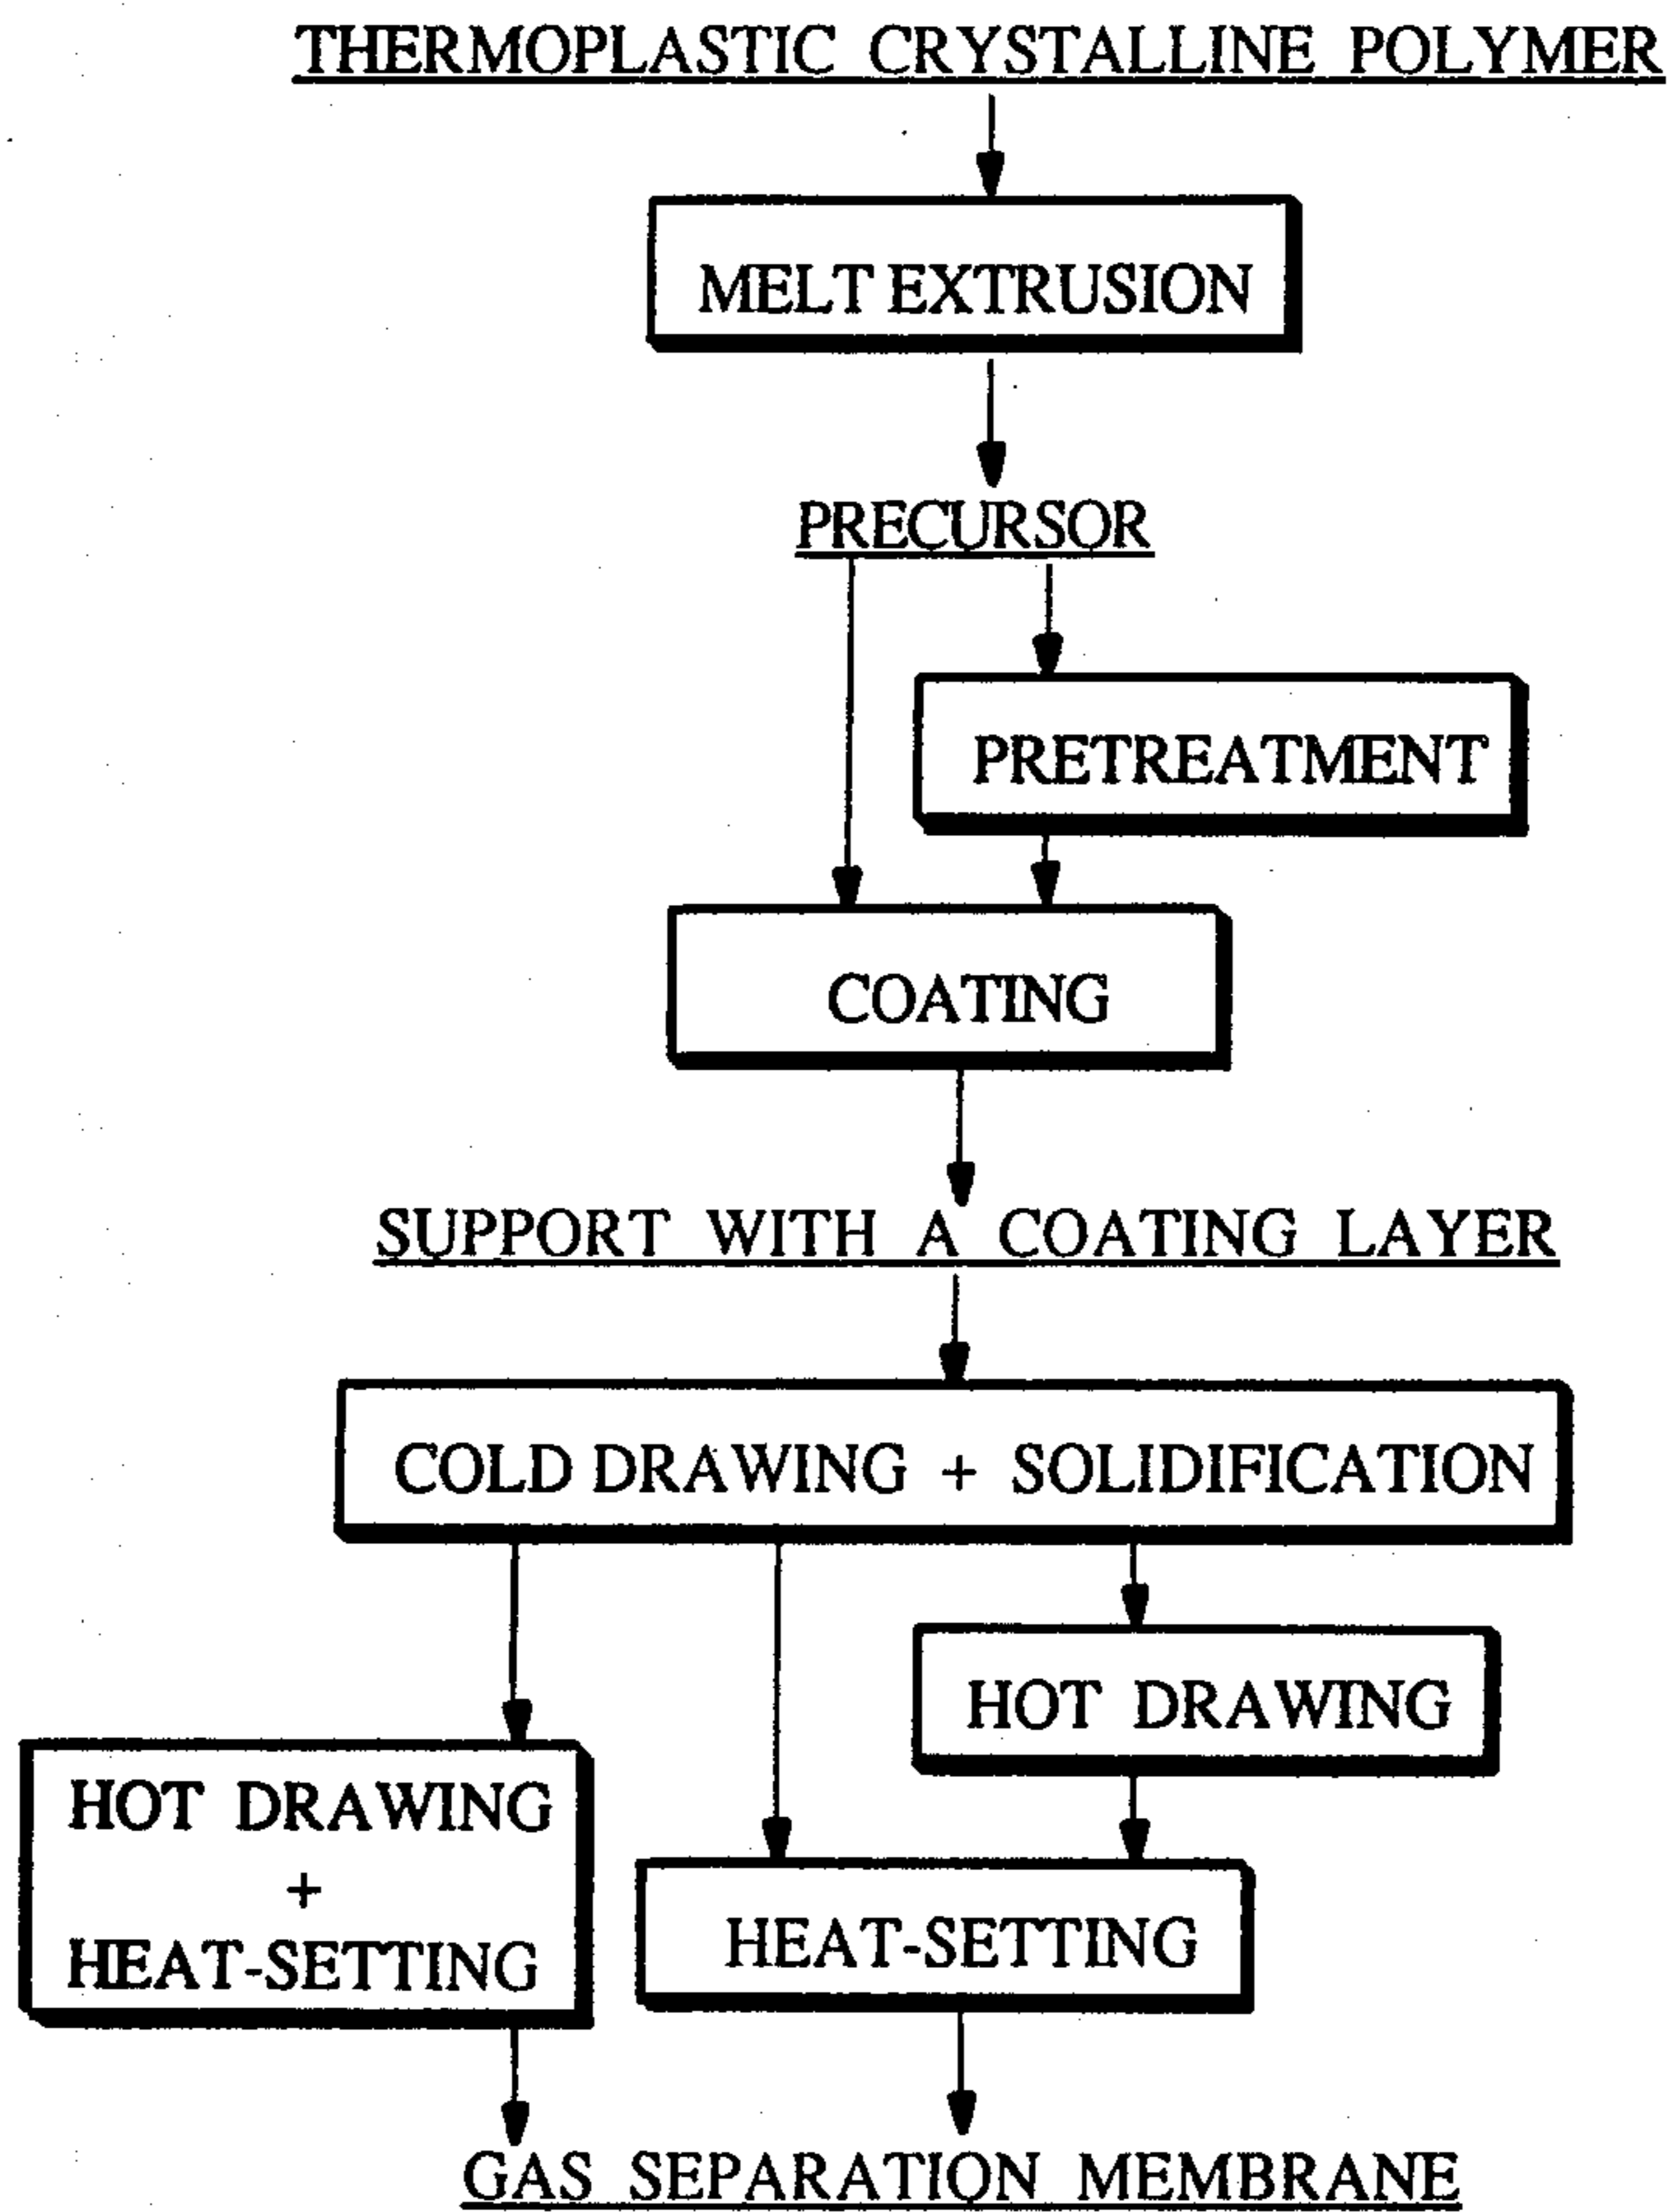 THERMOPLASTIC CRYSTALLINE POLYMER
MELT EXTRUSION
PRECURSOR
PRETREATMENT
COATING
SUPPORT WITH A COATING LAYER
COLD DRAWING + SOLIDIFICATION
HOT DRAWING
HOT DRAWING
+
HEAT-SETTING
HEAT-SETTING
GAS SEPARATION MEMBRANE